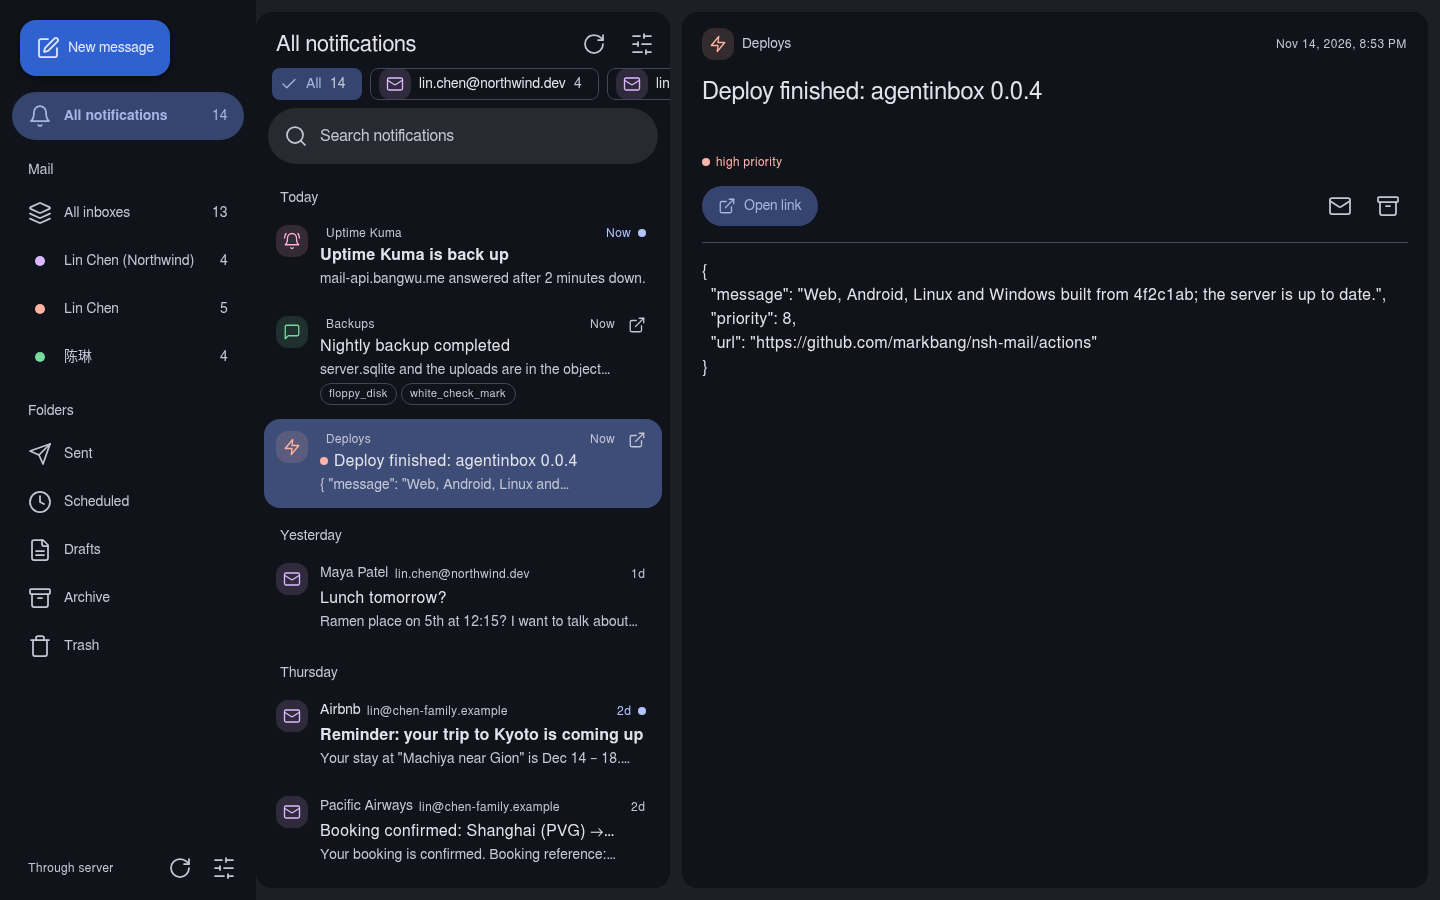 New message
All notifications 14
Mail
All inboxes 13
Lin Chen (Northwind) 4
Lin Chen 5
陈琳 4
Folders
Sent
Scheduled
Drafts
Archive
Trash
Through server
All notifications
All 14
lin.chen@northwind.dev 4
lin
Search notifications
Today
Uptime Kuma Now
Uptime Kuma is back up
mail-api.bangwu.me answered after 2 minutes down.
Backups Now
Nightly backup completed
server.sqlite and the uploads are in the object…
floppy_disk white_check_mark
Deploys Now
Deploy finished: agentinbox 0.0.4
{ "message": "Web, Android, Linux and…
Yesterday
Maya Patel lin.chen@northwind.dev 1d
Lunch tomorrow?
Ramen place on 5th at 12:15? I want to talk about…
Thursday
Airbnb lin@chen-family.example 2d
Reminder: your trip to Kyoto is coming up
Your stay at "Machiya near Gion" is Dec 14 – 18.…
Pacific Airways lin@chen-family.example 2d
Booking confirmed: Shanghai (PVG) →…
Your booking is confirmed. Booking reference:…
Deploys Nov 14, 2026, 8:53 PM
Deploy finished: agentinbox 0.0.4
high priority
Open link
{
"message": "Web, Android, Linux and Windows built from 4f2c1ab; the server is up to date.",
"priority": 8,
"url": "https://github.com/markbang/nsh-mail/actions"
}